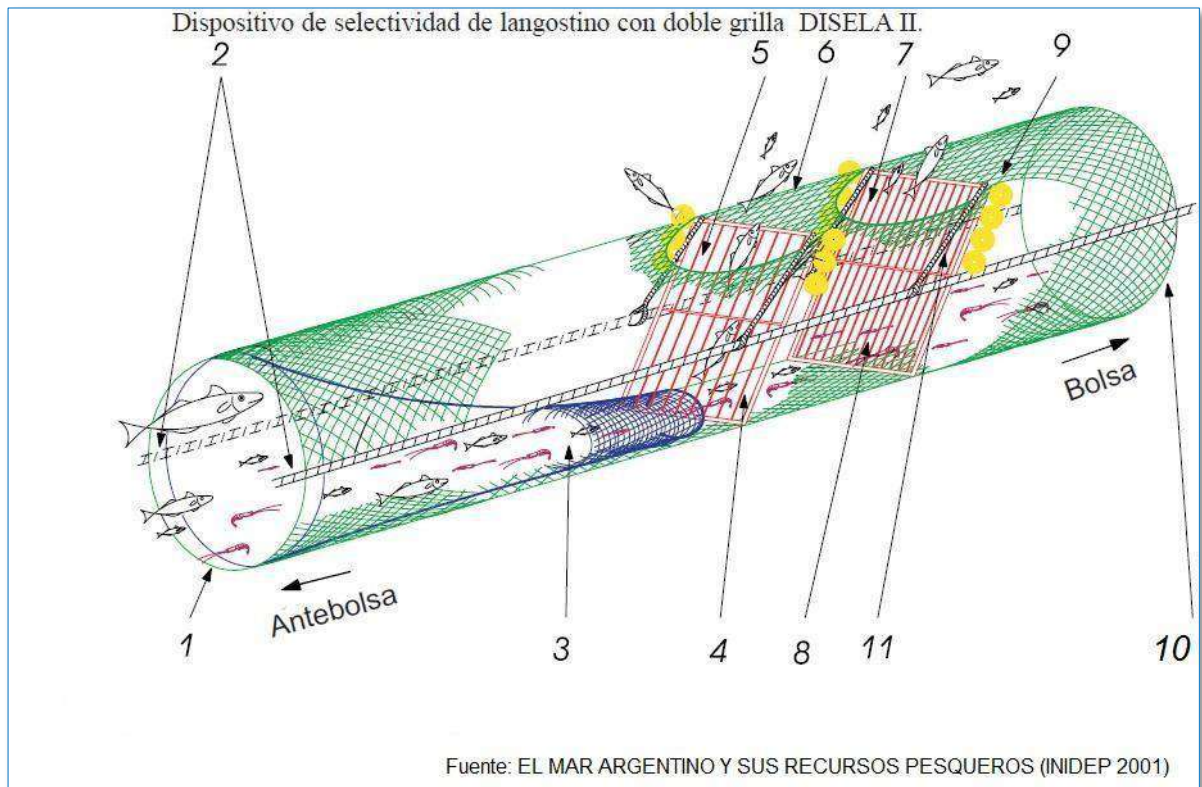 Dispositivo de selectividad de langostino con doble grilla DISELA II.
2 5 6 7 9
Bolsa
Antebolsa
1 3 4 8 11 10
Fuente: EL MAR ARGENTINO Y SUS RECURSOS PESQUEROS (INIDEP 2001)